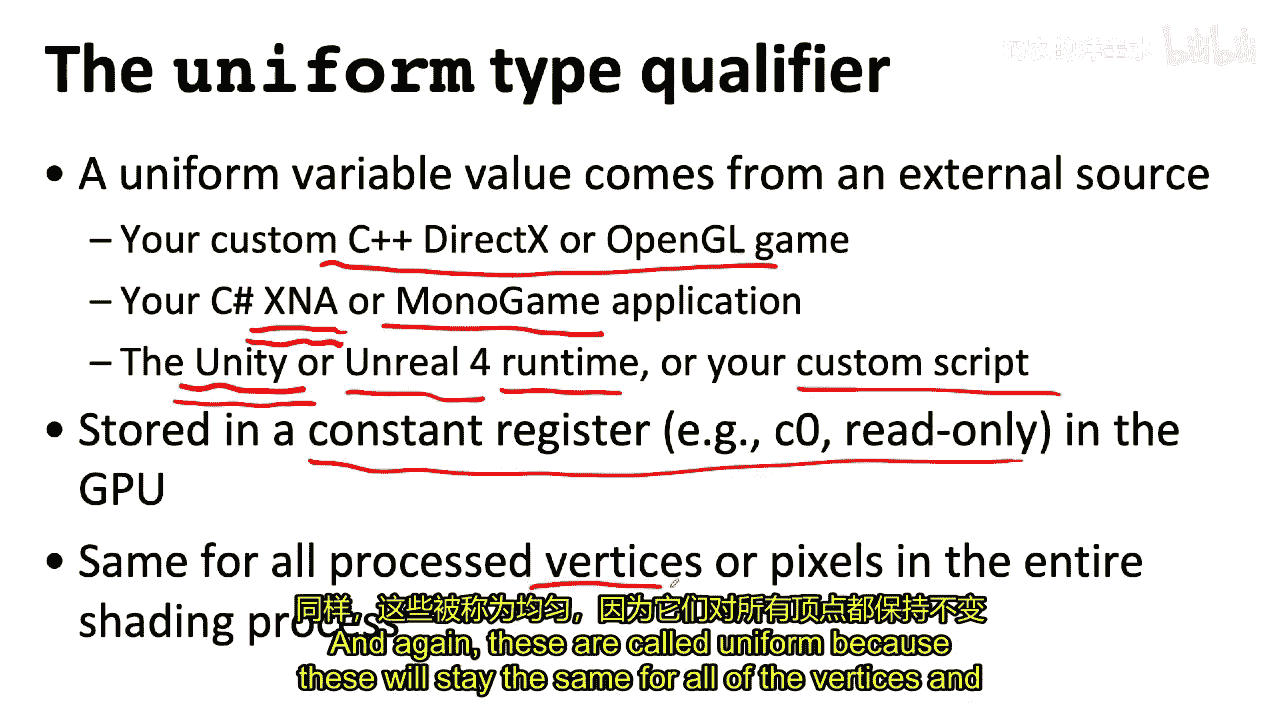 The uniform type qualifier
• A uniform variable value comes from an external source
– Your custom C++ DirectX or OpenGL game
– Your C# XNA or MonoGame application
– The Unity or Unreal 4 runtime, or your custom script
• Stored in a constant register (e.g., c0, read-only) in the
GPU
• Same for all processed vertices or pixels in the entire
shading process
同样，这些被称为均匀，因为它们对所有顶点都保持不变
And again, these are called uniform because
these will stay the same for all of the vertices and
bilibili